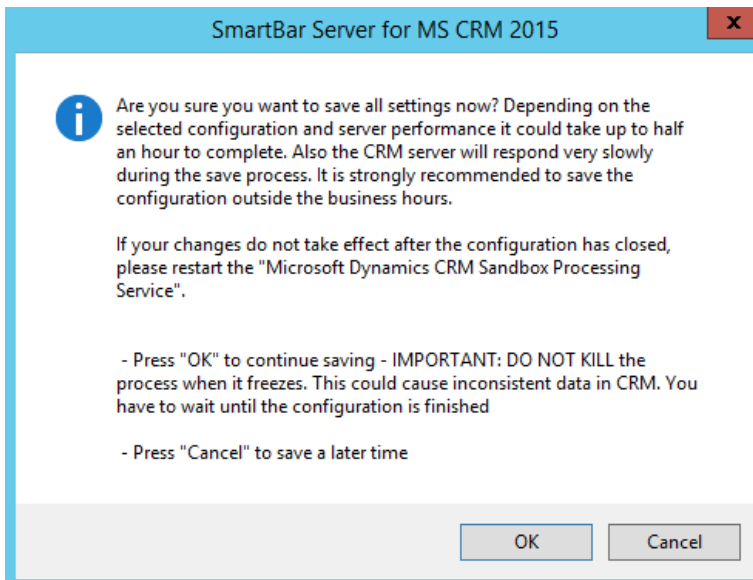 SmartBar Server for MS CRM 2015
x
i
Are you sure you want to save all settings now? Depending on the
selected configuration and server performance it could take up to half
an hour to complete. Also the CRM server will respond very slowly
during the save process. It is strongly recommended to save the
configuration outside the business hours.
If your changes do not take effect after the configuration has closed,
please restart the "Microsoft Dynamics CRM Sandbox Processing
Service".
- Press "OK" to continue saving - IMPORTANT: DO NOT KILL the
process when it freezes. This could cause inconsistent data in CRM. You
have to wait until the configuration is finished
- Press "Cancel" to save a later time
OK
Cancel